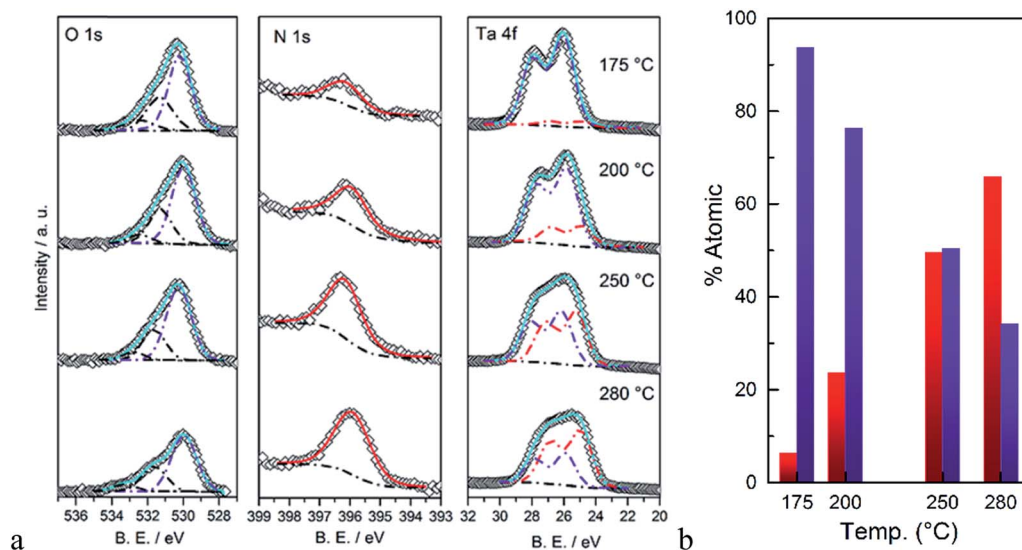 O 1s
N 1s
Ta 4f
175 °C
200 °C
250 °C
280 °C
Intensity / a. u.
536 534 532 530 528
B. E. / eV
399 398 397 396 395 394 393
B. E. / eV
32 30 28 26 24 22 20
B. E. / eV
a
100
80
60
40
20
0
% Atomic
175 200 250 280
Temp. (°C)
b